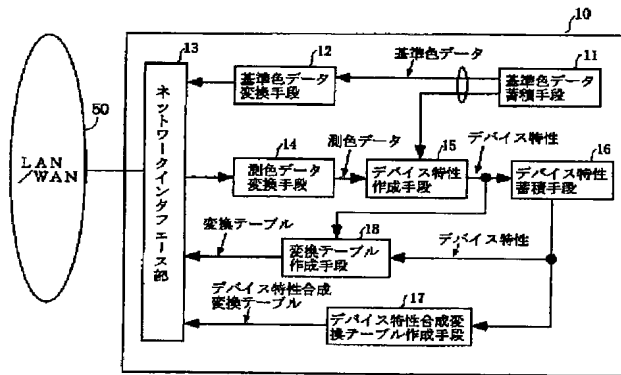 10
13
12
基準色データ
11
基準色データ
変換手段
基準色データ
蓄積手段
50
LAN
/WAN
ネットワークインタフェース部
14
測色データ
変換手段
測色データ
15
デバイス特性
作成手段
デバイス特性
16
デバイス特性
蓄積手段
変換テーブル
18
変換テーブル
作成手段
デバイス特性
デバイス特性合成
変換テーブル
17
デバイス特性合成変
換テーブル作成手段